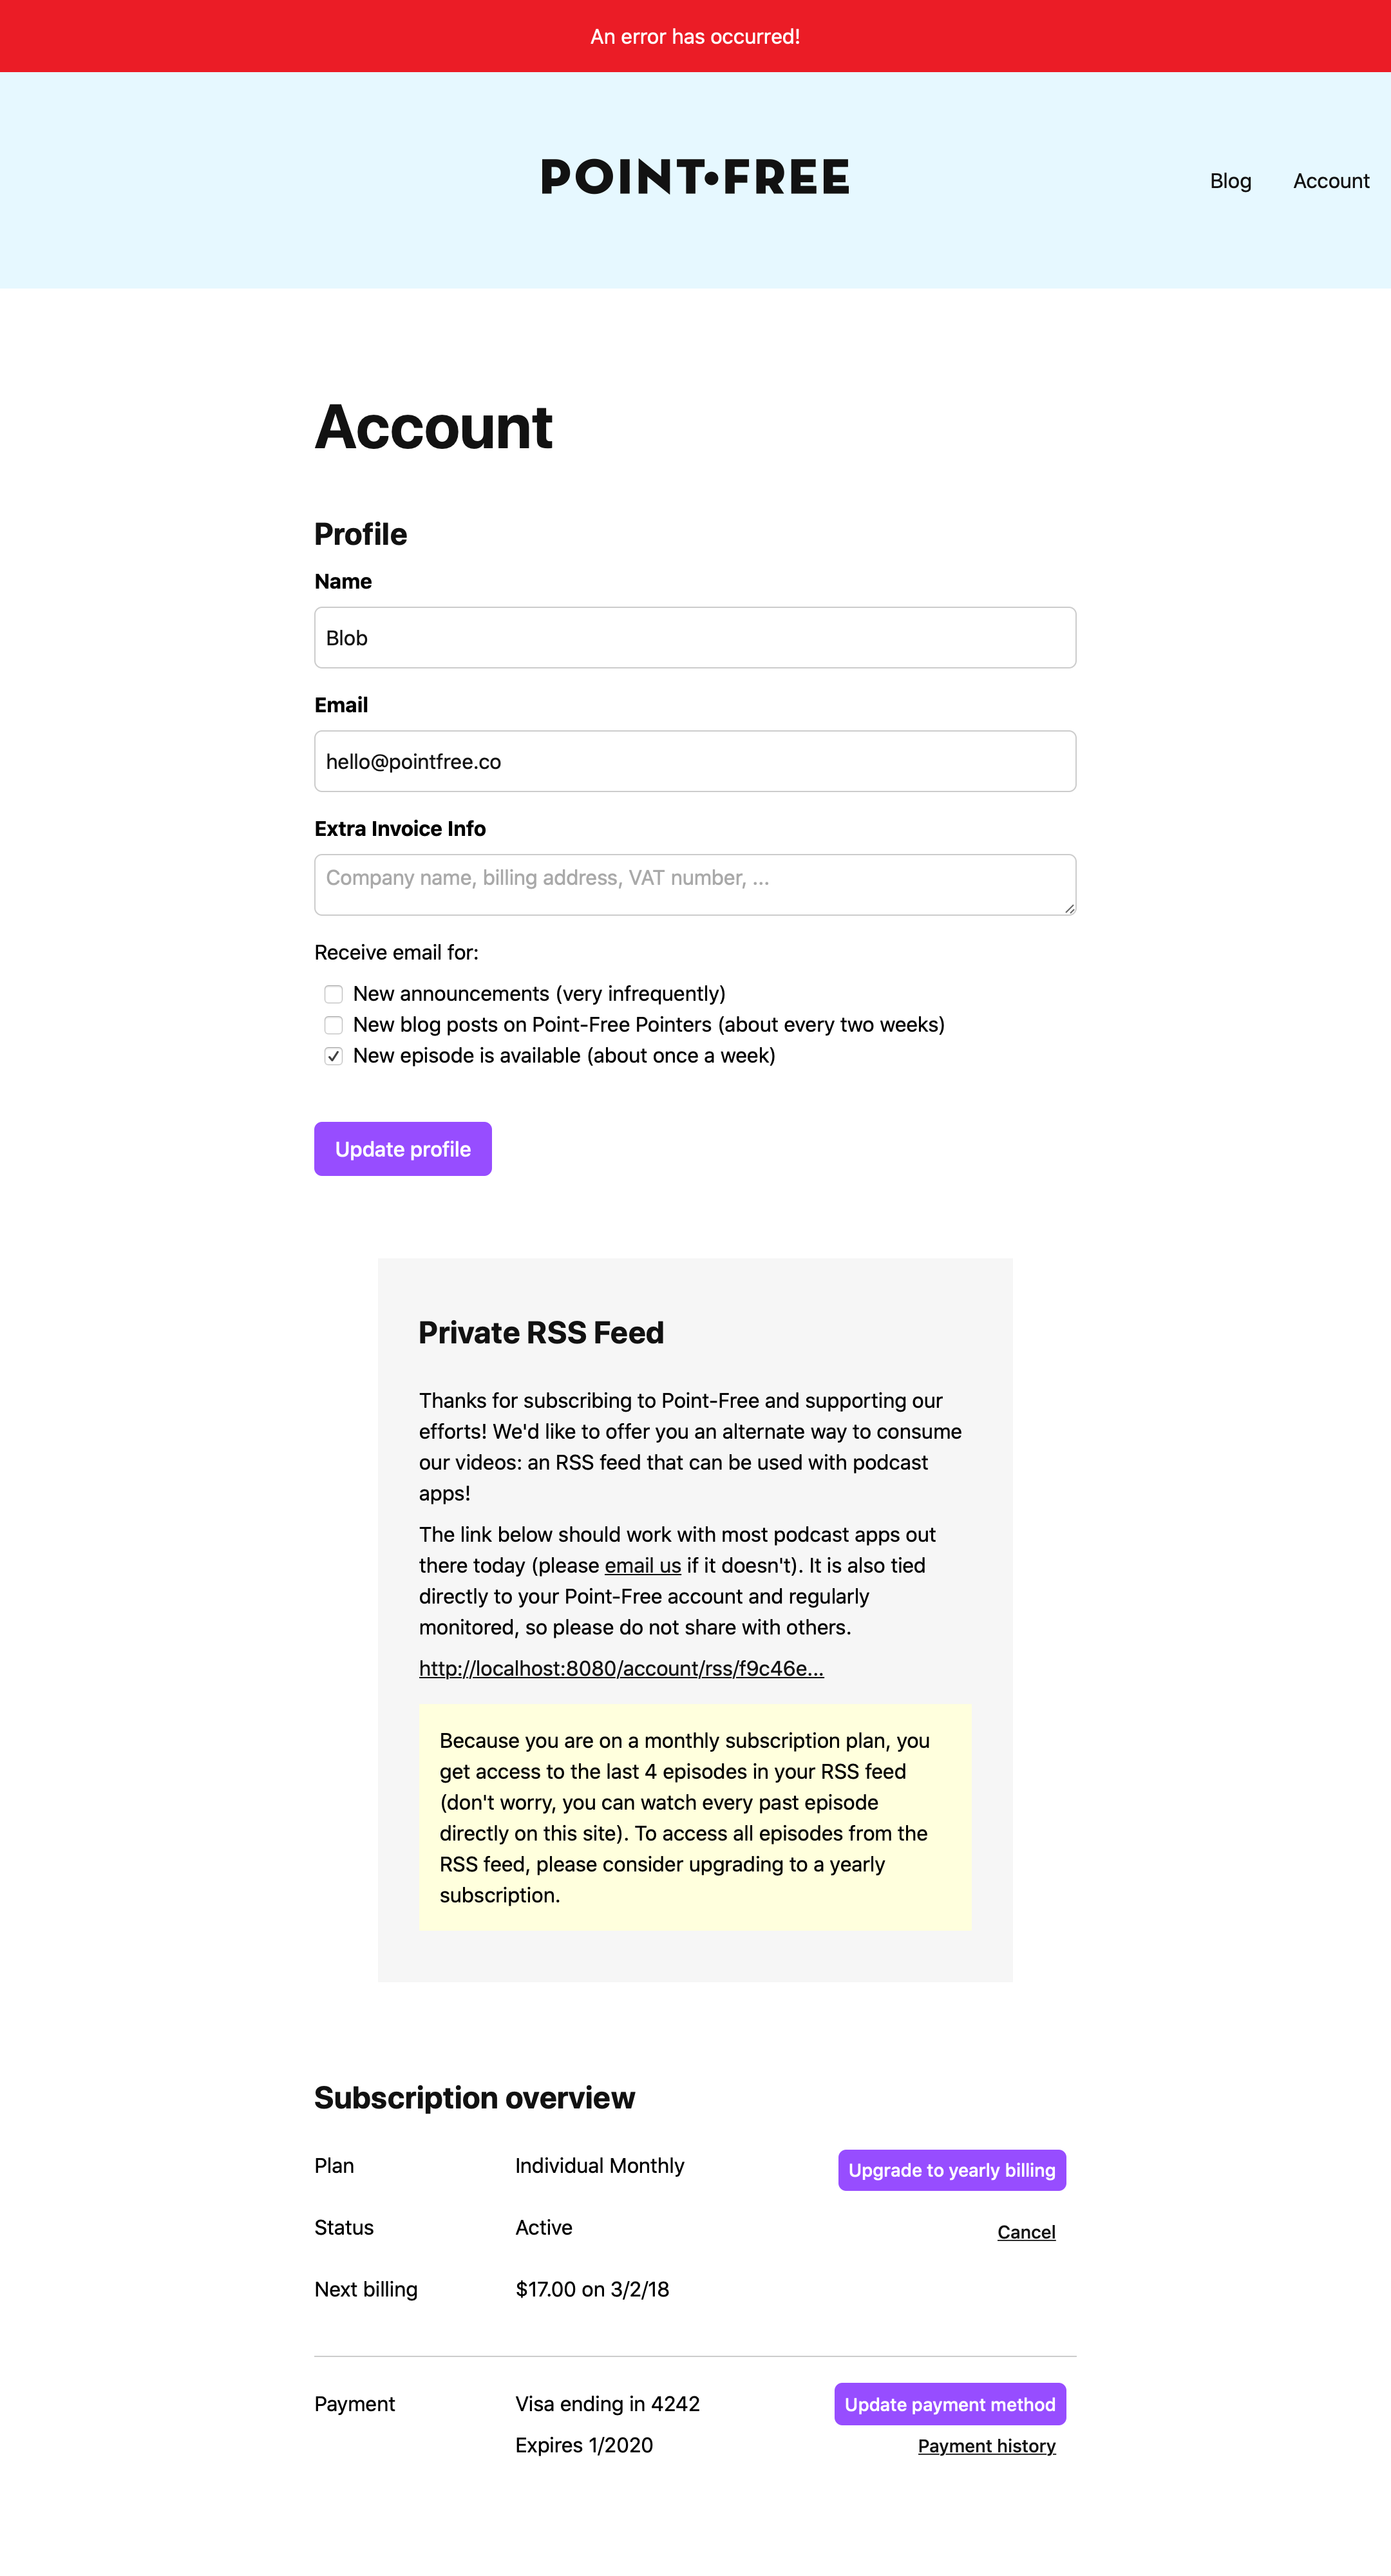 An error has occurred!
POINT•FREE
Blog
Account
Account
Profile
Name
Blob
Email
hello@pointfree.co
Extra Invoice Info
Company name, billing address, VAT number, ...
Receive email for:
New announcements (very infrequently)
New blog posts on Point-Free Pointers (about every two weeks)
New episode is available (about once a week)
Update profile
Private RSS Feed
Thanks for subscribing to Point-Free and supporting our
efforts! We'd like to offer you an alternate way to consume
our videos: an RSS feed that can be used with podcast
apps!
The link below should work with most podcast apps out
there today (please email us if it doesn't). It is also tied
directly to your Point-Free account and regularly
monitored, so please do not share with others.
http://localhost:8080/account/rss/f9c46e...
Because you are on a monthly subscription plan, you
get access to the last 4 episodes in your RSS feed
(don't worry, you can watch every past episode
directly on this site). To access all episodes from the
RSS feed, please consider upgrading to a yearly
subscription.
Subscription overview
Plan
Individual Monthly
Upgrade to yearly billing
Status
Active
Cancel
Next billing
$17.00 on 3/2/18
Payment
Visa ending in 4242
Update payment method
Expires 1/2020
Payment history